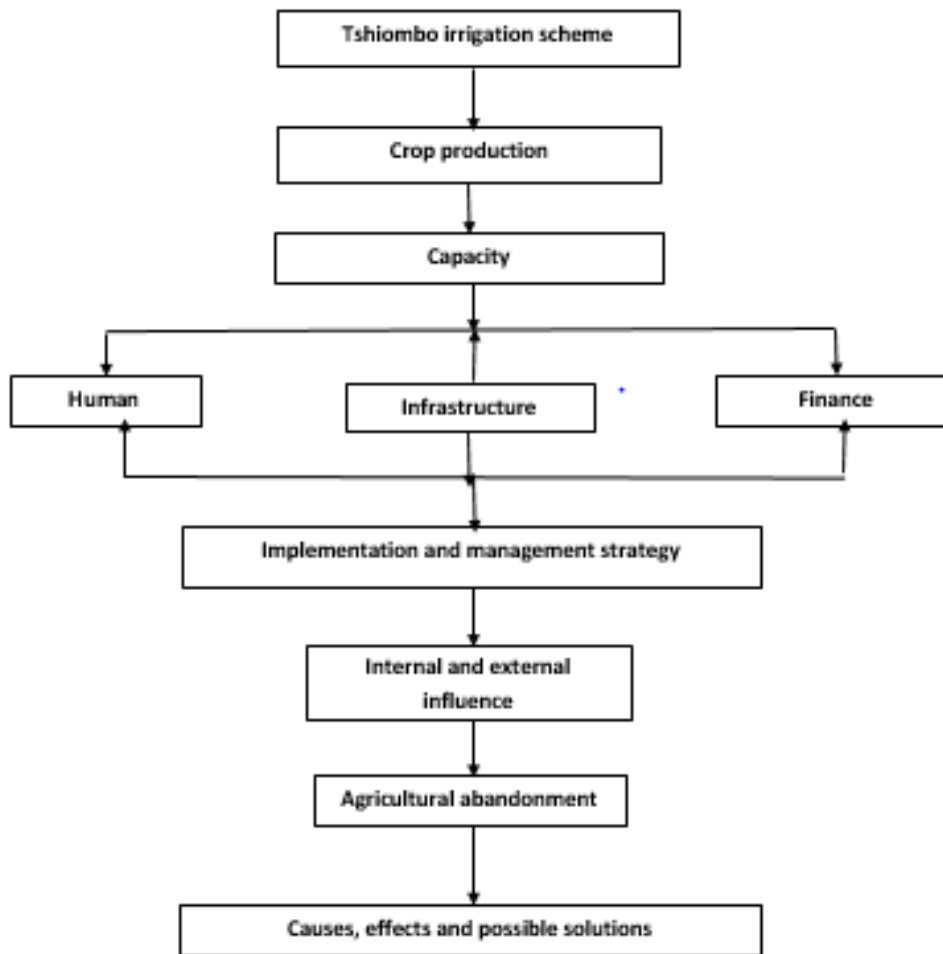 Tshiombo irrigation scheme
Crop production
Capacity
Human
Infrastructure
Finance
Implementation and management strategy
Internal and external
influence
Agricultural abandonment
Causes, effects and possible solutions